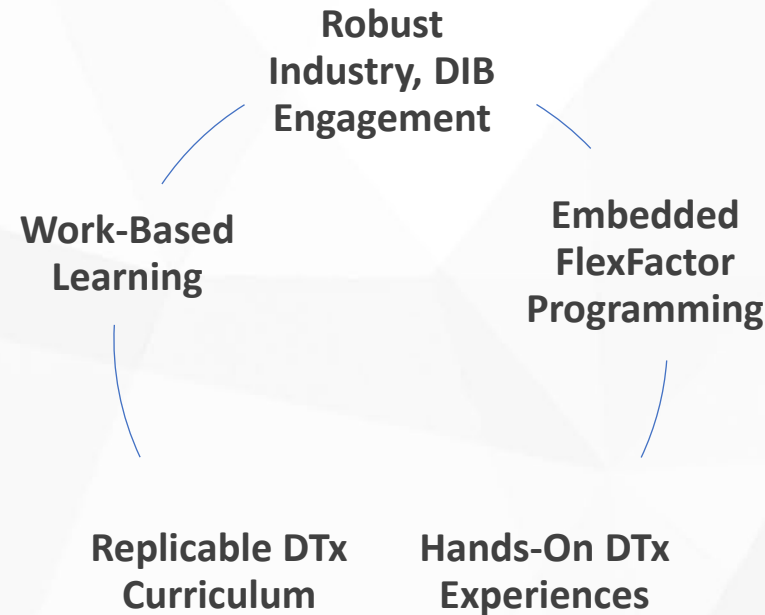 Robust
Industry, DIB
Engagement
Embedded
FlexFactor
Programming
Hands-On DTx
Experiences
Replicable DTx
Curriculum
Work-Based
Learning